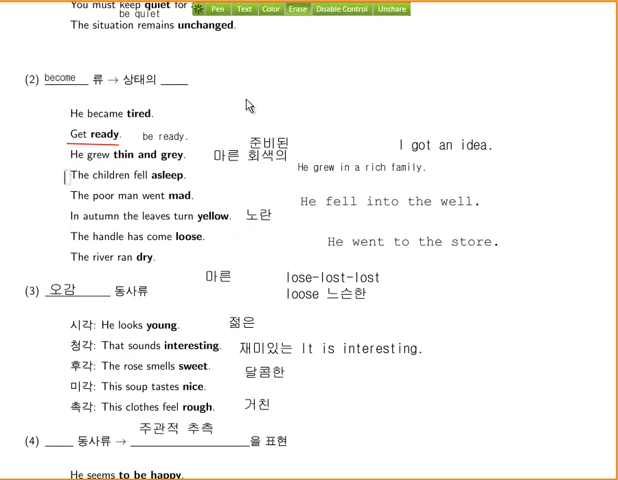 You must keep quiet for
be quiet
Pen Text Color Erase Disable Control Unshare
The situation remains unchanged.
(2) become 류 → 상태의 ____
He became tired.
Get ready. be ready.
준비된
I got an idea.
He grew thin and grey. 마른 회색의
He grew in a rich family.
The children fell asleep.
The poor man went mad.
He fell into the well.
In autumn the leaves turn yellow. 노란
The handle has come loose.
He went to the store.
The river ran dry.
마른
lose-lost-lost
(3) 오감 동사류
loose 느슨한
시각: He looks young. 젊은
청각: That sounds interesting. 재미있는 It is interesting.
후각: The rose smells sweet. 달콤한
미각: This soup tastes nice.
촉각: This clothes feel rough. 거친
주관적 추측
(4) ____ 동사류 → ____을 표현
He seems to be happy.